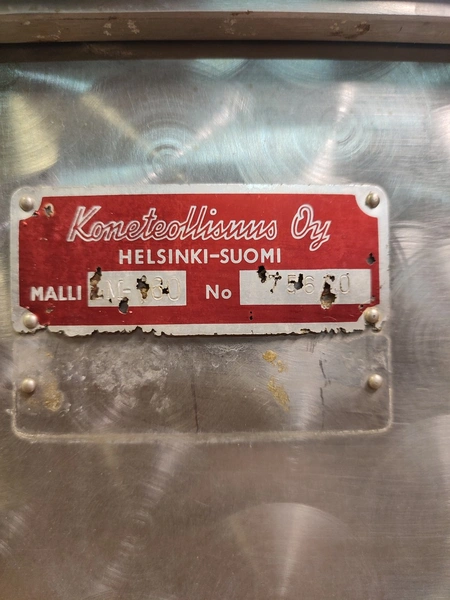 Koneteollisuus Oy
HELSINKI-SUOMI
MALLI No